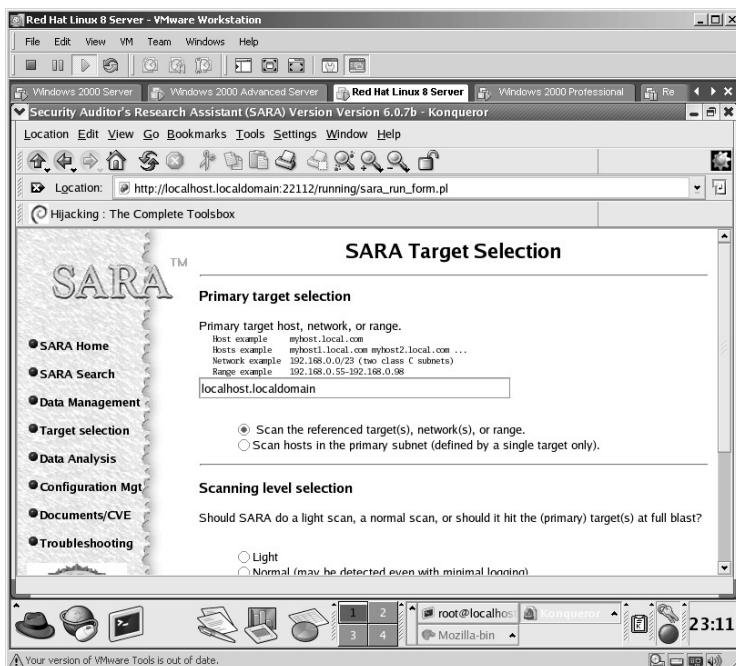 Red Hat Linux 8 Server - VMware Workstation
File Edit View VM Team Windows Help
Windows 2000 Server Windows 2000 Advanced Server Red Hat Linux 8 Server Windows 2000 Professional Re
Security Auditor's Research Assistant (SARA) Version Version 6.0.7b - Konqueror
Location Edit View Go Bookmarks Tools Settings Window Help
Location: http://localhost.localdomain:22112/running/sara_run_form.pl
Hijacking : The Complete Toolbox
SARA TM
SARA Home
SARA Search
Data Management
Target selection
Data Analysis
Configuration Mgt
Documents/CVE
Troubleshooting
SARA Target Selection
Primary target selection
Primary target host, network, or range.
Host example myhost.local.com
Hosts example myhost1.local.com myhost2.local.com ...
Network example 192.168.0.0/23 (two class C subnets)
Range example 192.168.0.55-192.168.0.98
localhost.localdomain
Scan the referenced target(s), network(s), or range.
Scan hosts in the primary subnet (defined by a single target only).
Scanning level selection
Should SARA do a light scan, a normal scan, or should it hit the (primary) target(s) at full blast?
Light
Normal (may be detected even with minimal logging)
1 2
3 4
root@localhos
Konqueror
Mozilla-bin
23:11
Your version of VMware Tools is out of date.